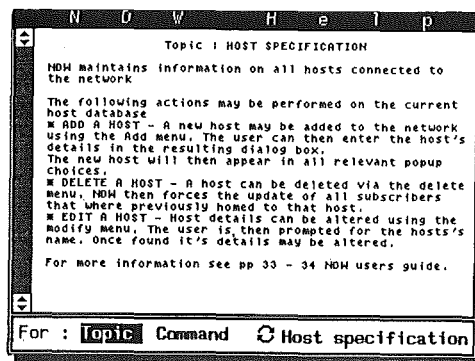 NDW Help
Topic : HOST SPECIFICATION
NDW maintains information on all hosts connected to
the network
The following actions may be performed on the current
host database
* ADD A HOST - A new host may be added to the network
using the Add menu. The user can then enter the host's
details in the resulting dialog box.
The new host will then appear in all relevant popup
choices.
* DELETE A HOST - A host can be deleted via the delete
menu. NDW then forces the update of all subscribers
that where previously homed to that host.
* EDIT A HOST - Host details can be altered using the
modify menu. The user is then prompted for the hosts's
name. Once found it's details may be altered.
For more information see pp 33 - 34 NDW users guide.
For : Topic Command Host specification